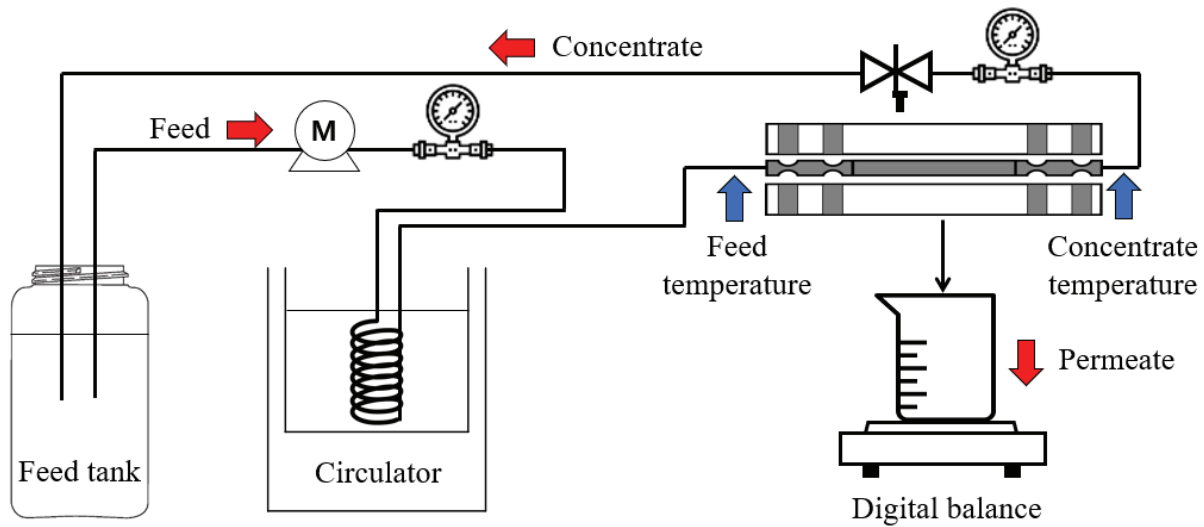 Concentrate
Feed
M
Feed
temperature
Concentrate
temperature
Permeate
Feed tank
Circulator
Digital balance